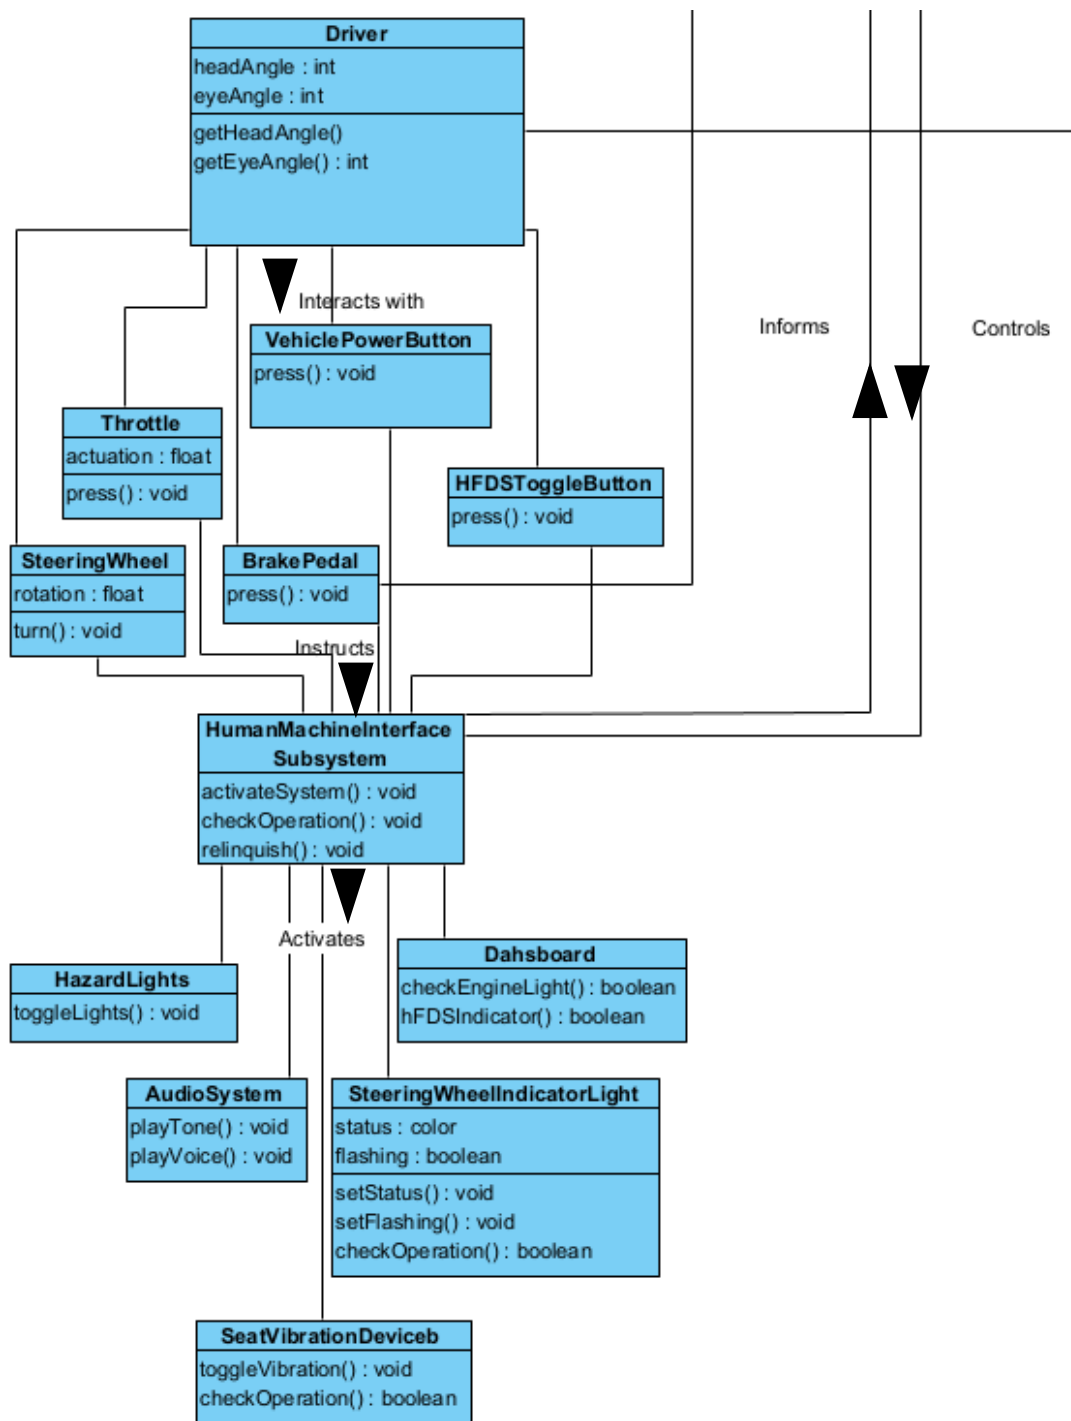 Driver
headAngle : int
eyeAngle : int
getHeadAngle()
getEyeAngle() : int
Interacts with
Informs
Controls
VehiclePowerButton
press() : void
Throttle
actuation : float
press() : void
HFDSToggleButton
press() : void
SteeringWheel
rotation : float
turn() : void
BrakePedal
press() : void
Instructs
HumanMachineInterface
Subsystem
activateSystem() : void
checkOperation() : void
relinquish() : void
Activates
Dahsboard
checkEngineLight() : boolean
hFDSIndicator() : boolean
HazardLights
toggleLights() : void
AudioSystem
playTone() : void
playVoice() : void
SteeringWheelIndicatorLight
status : color
flashing : boolean
setStatus() : void
setFlashing() : void
checkOperation() : boolean
SeatVibrationDeviceb
toggleVibration() : void
checkOperation() : boolean